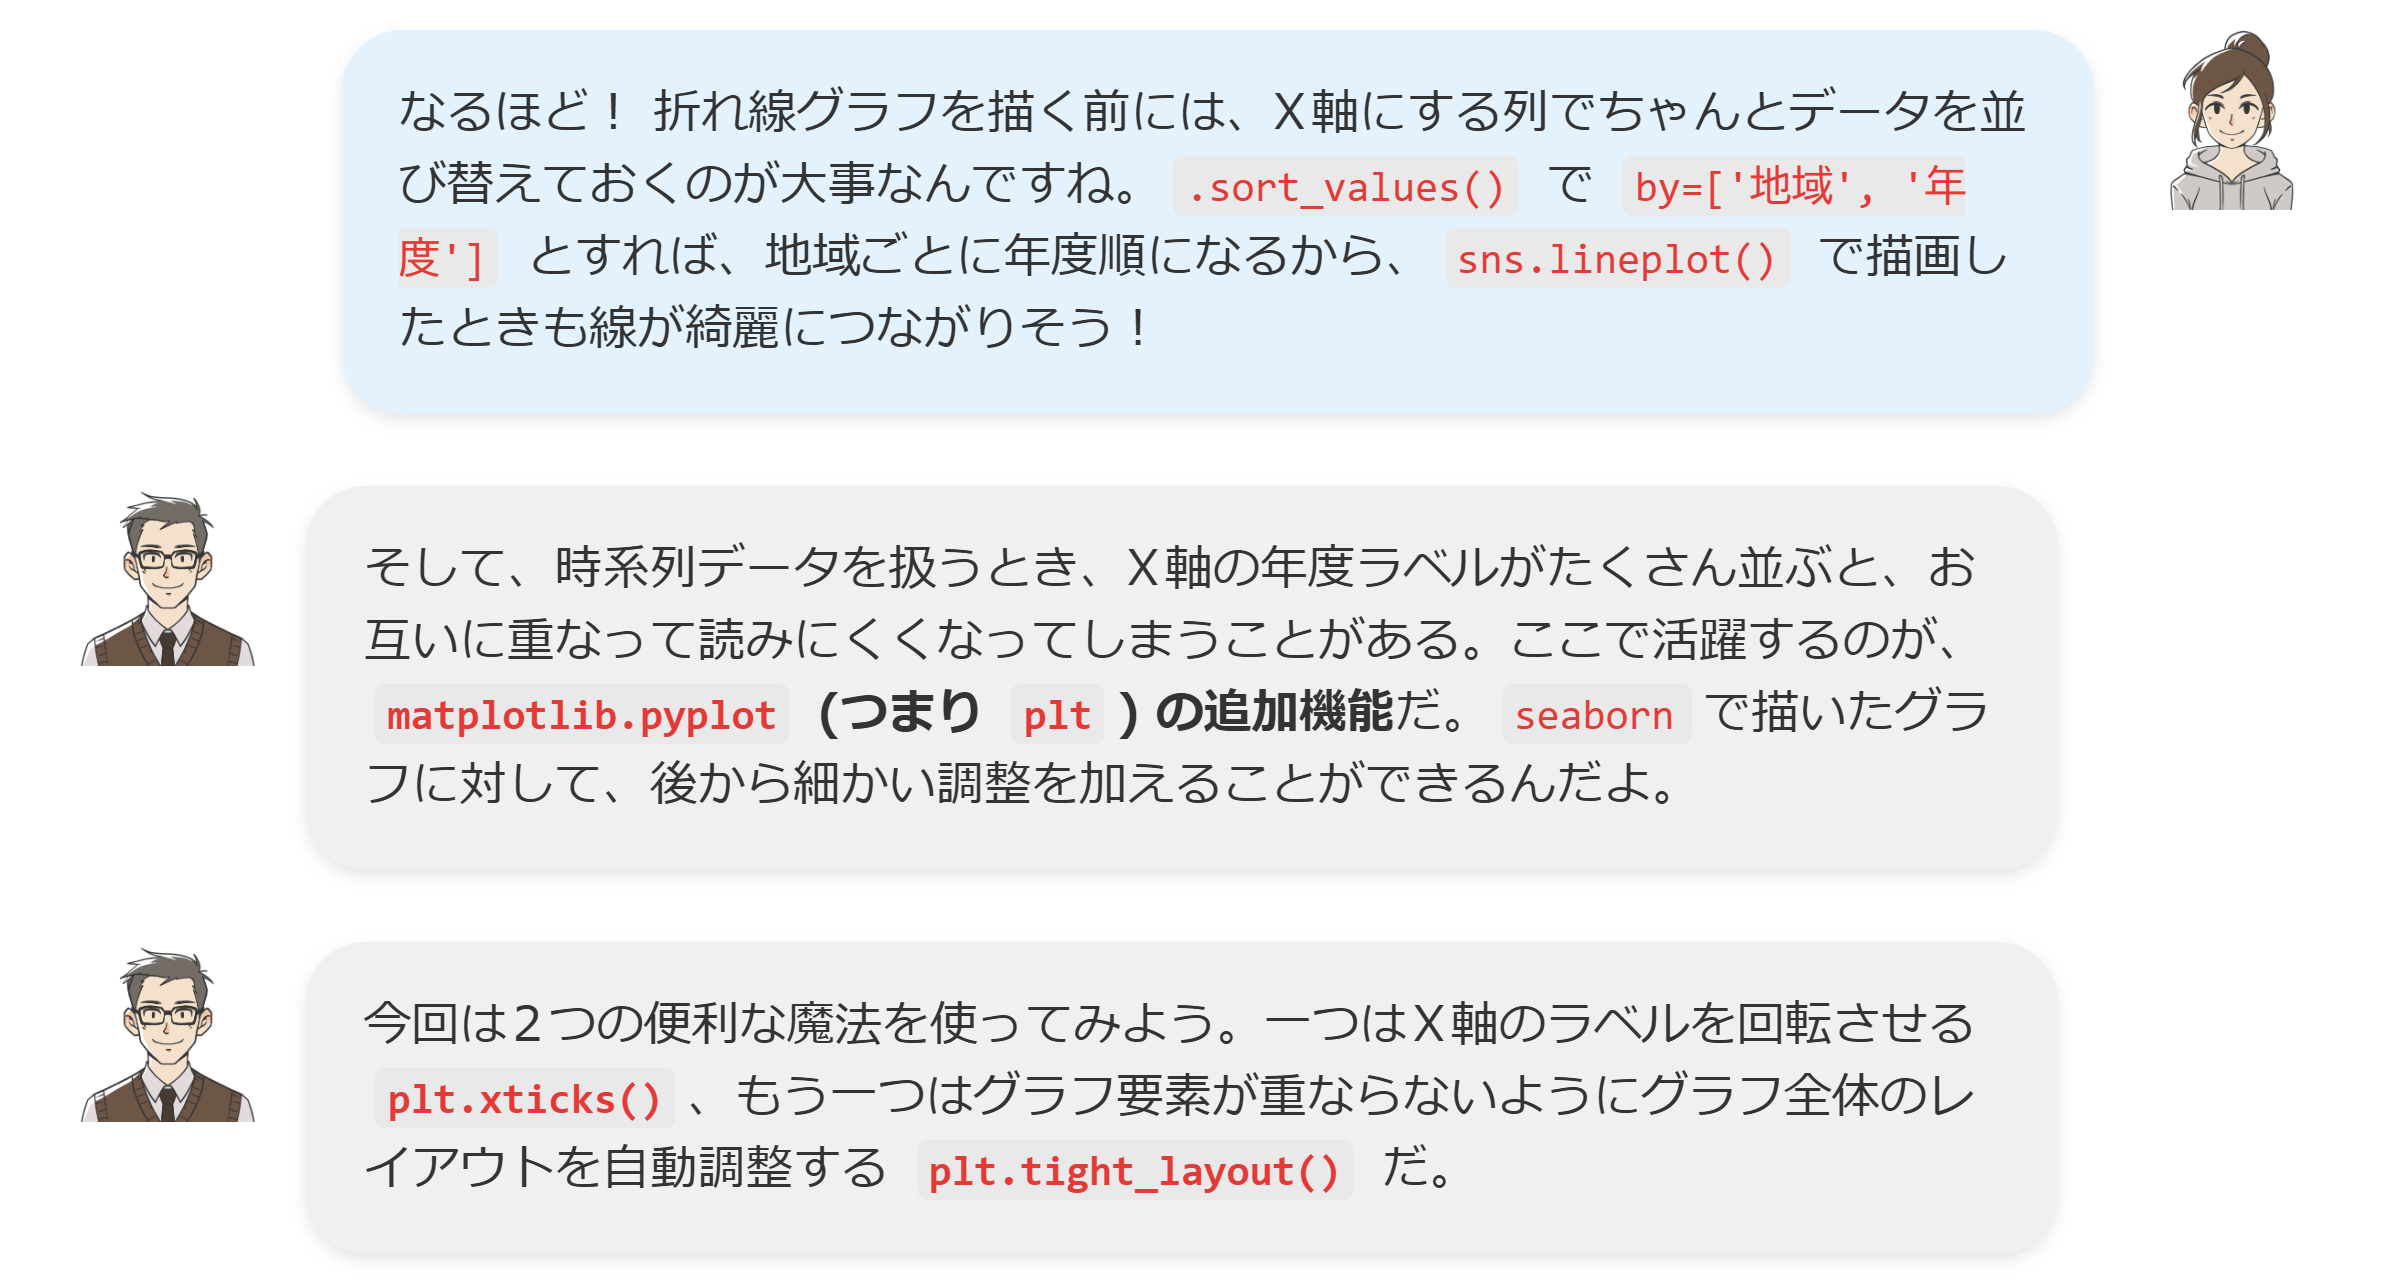 なるほど！ 折れ線グラフを描く前には、Ｘ軸にする列でちゃんとデータを並
び替えておくのが大事なんですね。 .sort_values() で by=['地域', '年
度'] とすれば、地域ごとに年度順になるから、 sns.lineplot() で描画し
たときも線が綺麗につながりそう！
そして、時系列データを扱うとき、Ｘ軸の年度ラベルがたくさん並ぶと、お
互いに重なって読みにくくなってしまうことがある。ここで活躍するのが、
matplotlib.pyplot (つまり plt ) の追加機能だ。 seaborn で描いたグラ
フに対して、後から細かい調整を加えることができるんだよ。
今回は２つの便利な魔法を使ってみよう。一つはＸ軸のラベルを回転させる
plt.xticks() 、もう一つはグラフ要素が重ならないようにグラフ全体のレ
イアウトを自動調整する plt.tight_layout() だ。